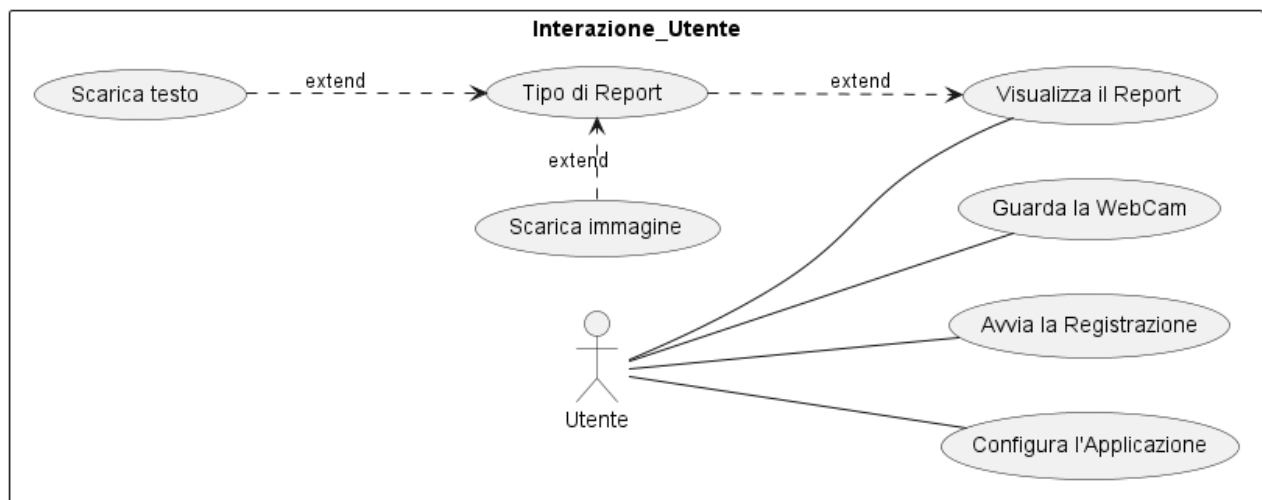 Interazione_Utente
Scarica testo
extend
Tipo di Report
extend
Visualizza il Report
extend
Scarica immagine
Guarda la WebCam
Avvia la Registrazione
Utente
Configura l'Applicazione